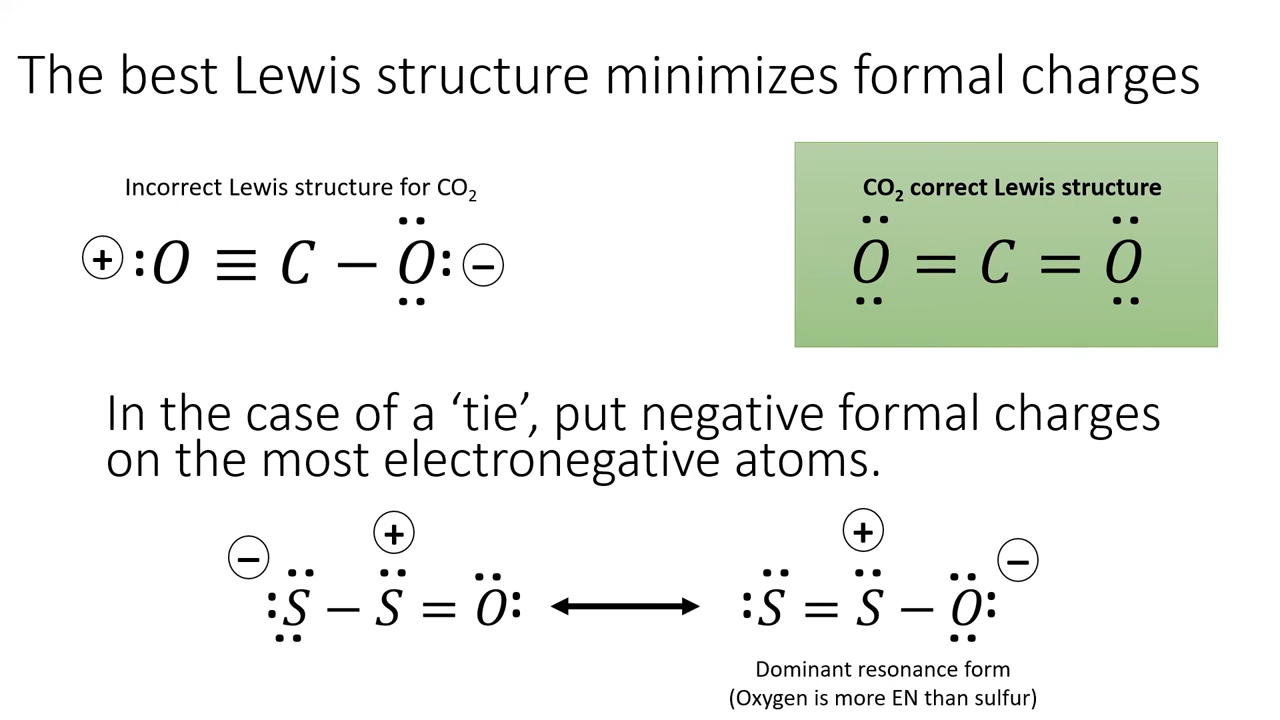 The best Lewis structure minimizes formal charges
Incorrect Lewis structure for CO₂
CO₂ correct Lewis structure
⊕ :O ≡ C − O: ⊖
O = C = O
In the case of a ‘tie’, put negative formal charges
on the most electronegative atoms.
⊖ ⊕
:S − S = O: ⟷ :S = S − O:
⊕ ⊖
Dominant resonance form
(Oxygen is more EN than sulfur)